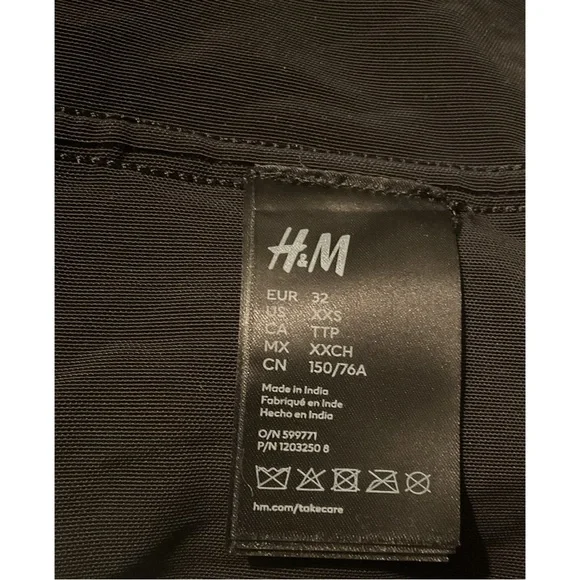 H&M
EUR 32
US XXS
CA TTP
MX XXCH
CN 150/76A
Made in India
Fabriqué en Inde
Hecho en India
O/N 599771
P/N 1203250 8
hm.com/takecare